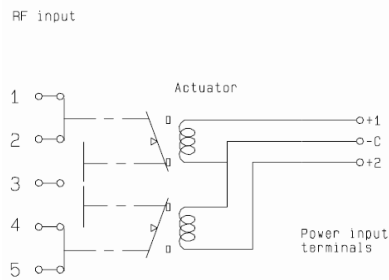 RF input
Actuator
1
+1
2
-C
+2
3
4
Power input
terminals
5